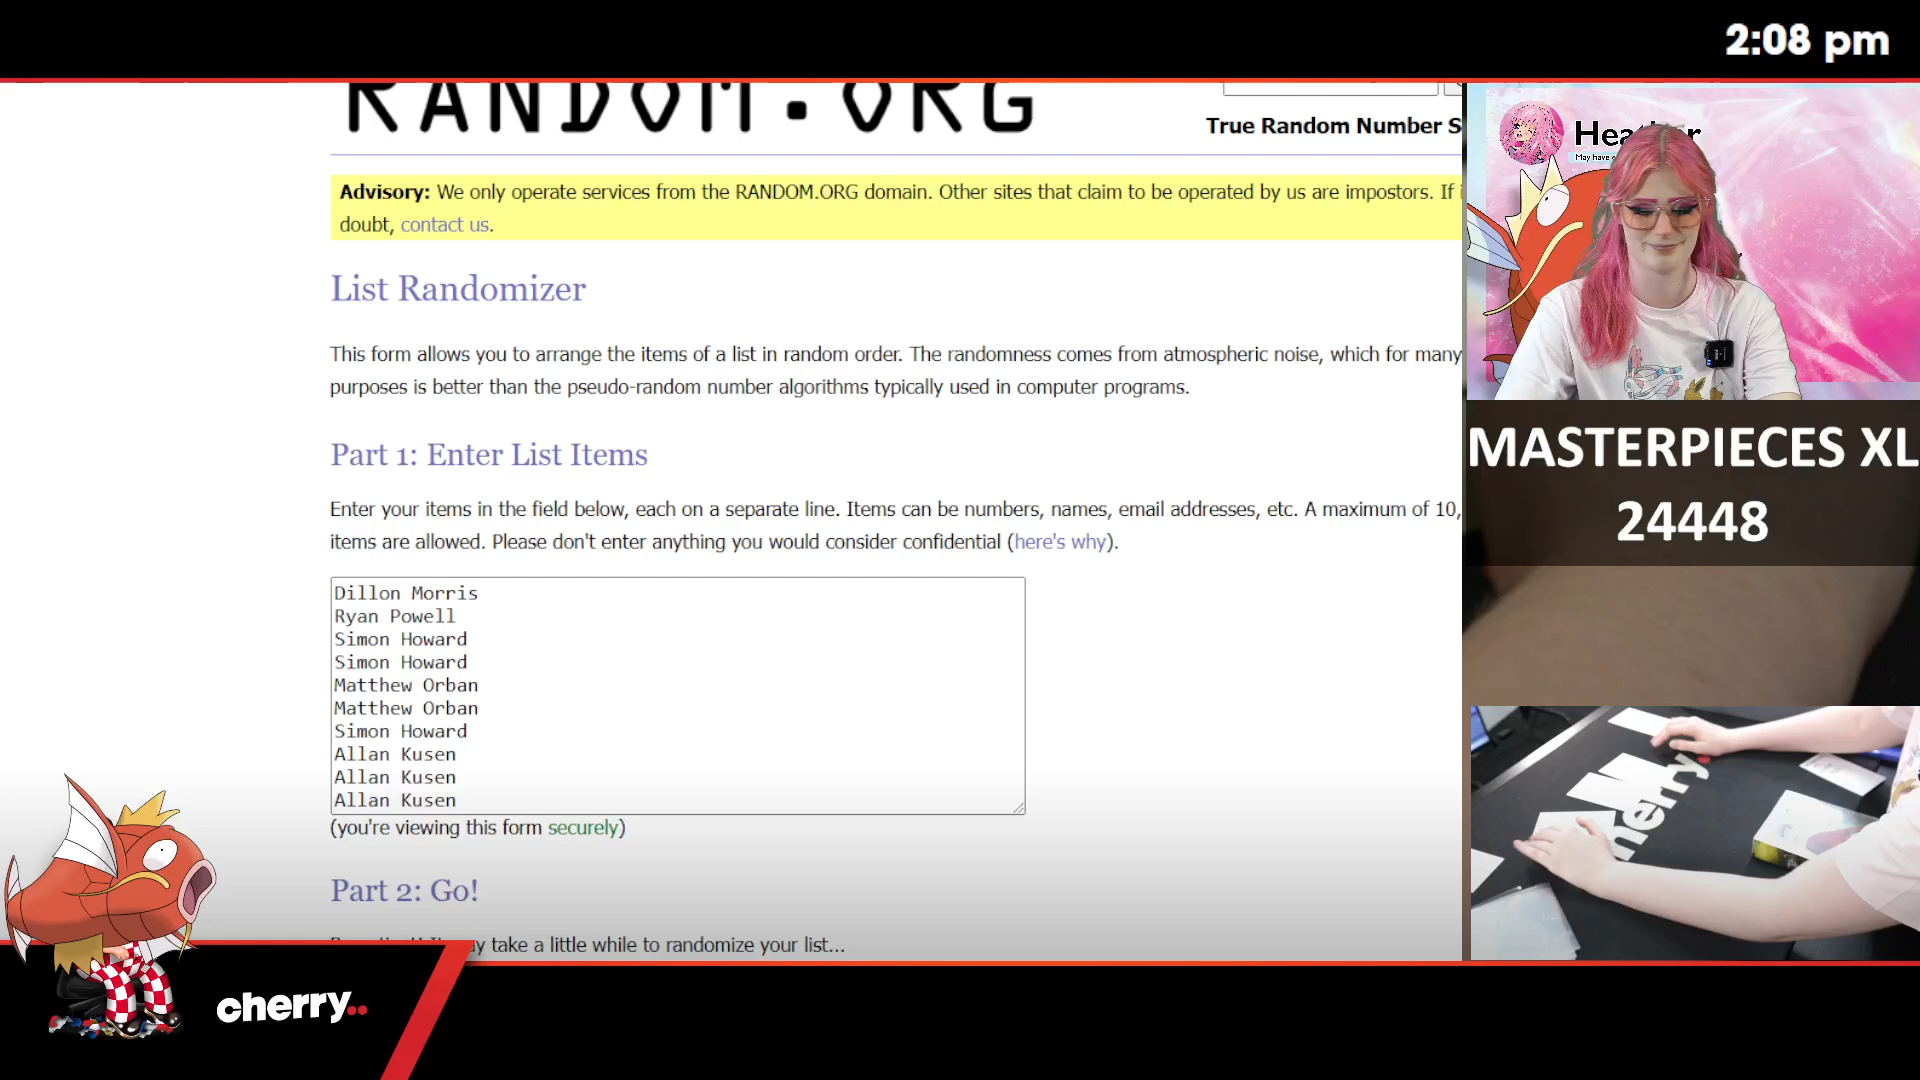 2:08 pm
RANDOM.ORG
True Random Number S
Advisory: We only operate services from the RANDOM.ORG domain. Other sites that claim to be operated by us are impostors. If i
doubt, contact us.
List Randomizer
This form allows you to arrange the items of a list in random order. The randomness comes from atmospheric noise, which for many
purposes is better than the pseudo-random number algorithms typically used in computer programs.
Part 1: Enter List Items
Enter your items in the field below, each on a separate line. Items can be numbers, names, email addresses, etc. A maximum of 10,
items are allowed. Please don't enter anything you would consider confidential (here's why).
Dillon Morris
Ryan Powell
Simon Howard
Simon Howard
Matthew Orban
Matthew Orban
Simon Howard
Allan Kusen
Allan Kusen
Allan Kusen
(you're viewing this form securely)
Part 2: Go!
take a little while to randomize your list...
May have
MASTERPIECES XL
24448
cherry..